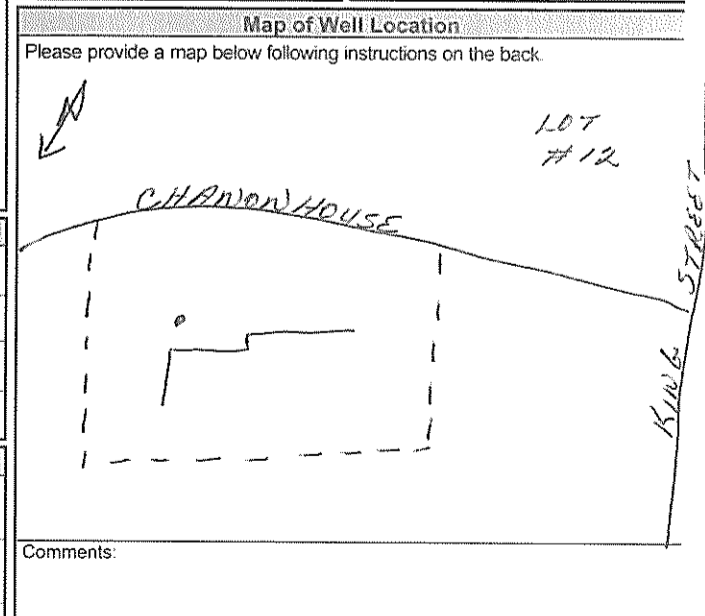 Map of Well Location
Please provide a map below following instructions on the back.
N
LOT
#12
CHANONHOUSE
KING STREET
Comments: